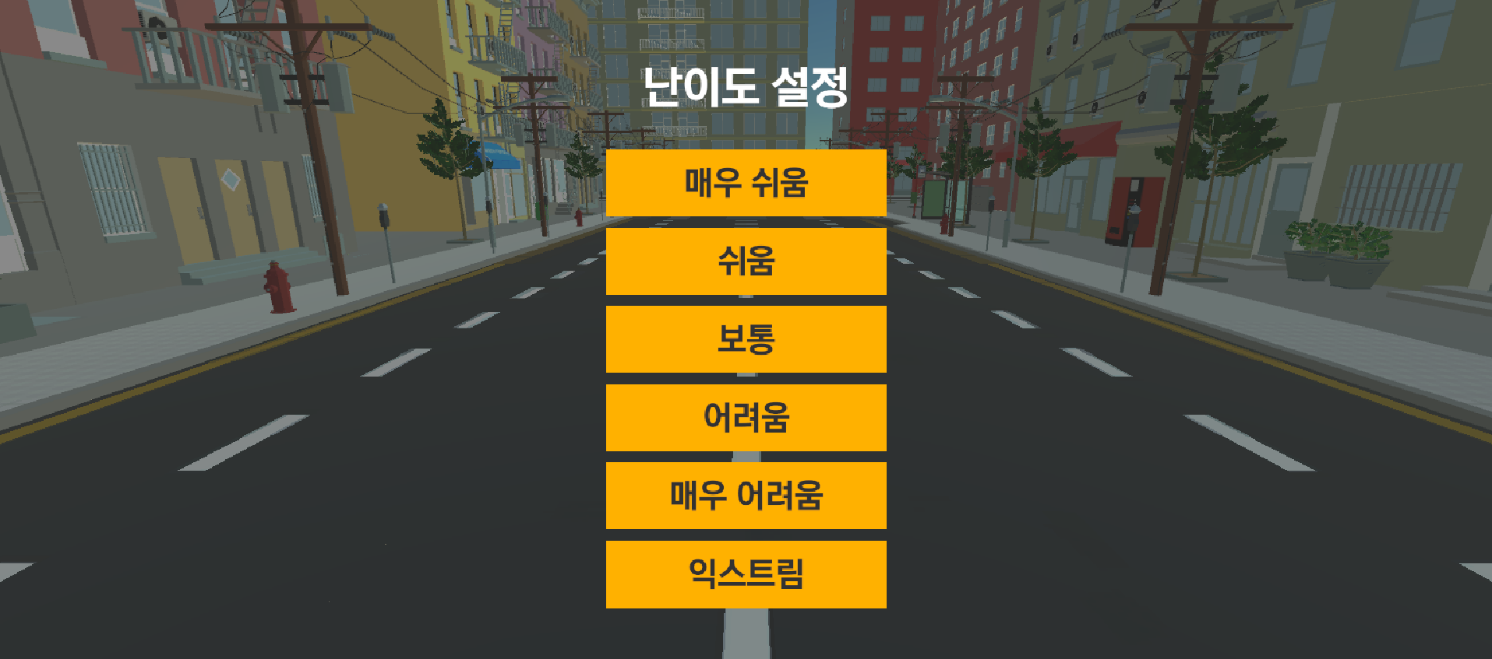 난이도 설정
매우 쉬움
쉬움
보통
어려움
매우 어려움
익스트림